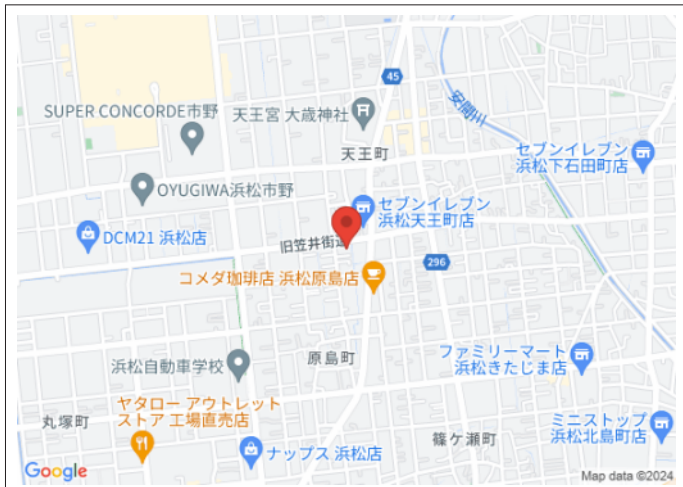 45
SUPER CONCORDE市野
天王宮 大歳神社
安間川
天王町
セブンイレブン
浜松下石田町店
OYUGIWA浜松市野
セブンイレブン
浜松天王町店
DCM21 浜松店
旧笠井街道
296
コメダ珈琲店 浜松原島店
浜松自動車学校
原島町
ファミリーマート
浜松きたじま店
ヤタロー アウトレット
ストア 工場直売店
丸塚町
ミニストップ
浜松北島町店
ナップス 浜松店
篠ケ瀬町
Google
Map data ©2024